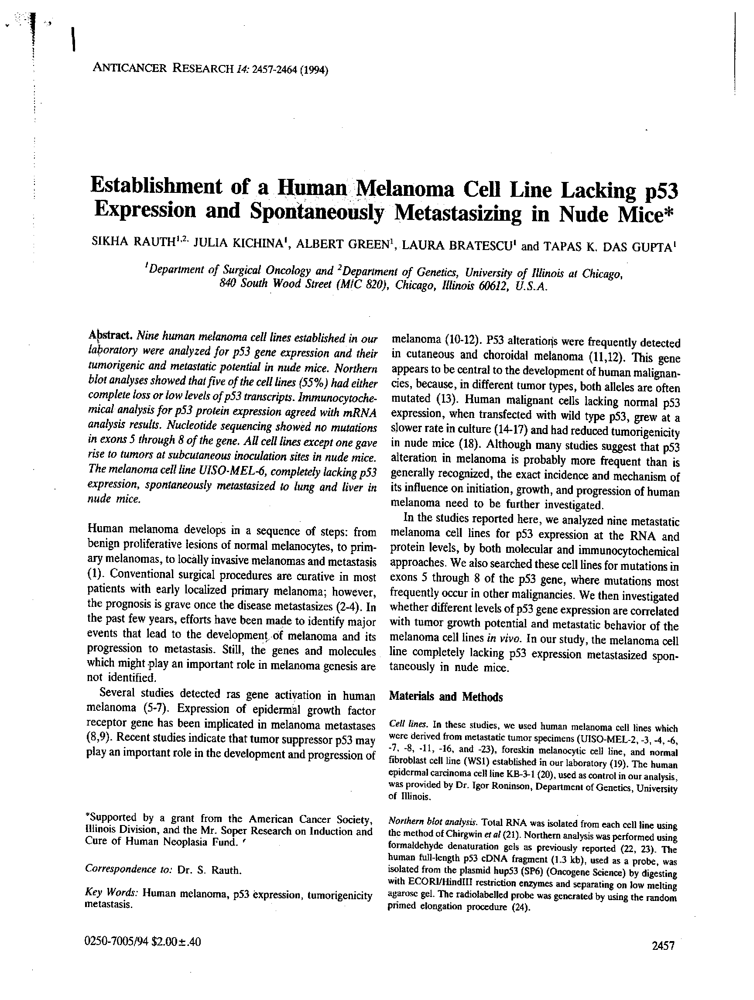 ANTICANCER RESEARCH 14: 2457-2464 (1994)
Establishment of a Human Melanoma Cell Line Lacking p53
Expression and Spontaneously Metastasizing in Nude Mice*
SIKHA RAUTH1,2, JULIA KICHINA1, ALBERT GREEN1, LAURA BRATESCU1 and TAPAS K. DAS GUPTA1
1Department of Surgical Oncology and 2Department of Genetics, University of Illinois at Chicago,
840 South Wood Street (M/C 820), Chicago, Illinois 60612, U.S.A.
Abstract. Nine human melanoma cell lines established in our
laboratory were analyzed for p53 gene expression and their
tumorigenic and metastatic potential in nude mice. Northern
blot analyses showed that five of the cell lines (55%) had either
complete loss or low levels of p53 transcripts. Immunocytoche-
mical analysis for p53 protein expression agreed with mRNA
analysis results. Nucleotide sequencing showed no mutations
in exons 5 through 8 of the gene. All cell lines except one gave
rise to tumors at subcutaneous inoculation sites in nude mice.
The melanoma cell line UISO-MEL-6, completely lacking p53
expression, spontaneously metastasized to lung and liver in
nude mice.
Human melanoma develops in a sequence of steps: from
benign proliferative lesions of normal melanocytes, to prim-
ary melanomas, to locally invasive melanomas and metastasis
(1). Conventional surgical procedures are curative in most
patients with early localized primary melanoma; however,
the prognosis is grave once the disease metastasizes (2-4). In
the past few years, efforts have been made to identify major
events that lead to the development of melanoma and its
progression to metastasis. Still, the genes and molecules
which might play an important role in melanoma genesis are
not identified.
Several studies detected ras gene activation in human
melanoma (5-7). Expression of epidermal growth factor
receptor gene has been implicated in melanoma metastases
(8,9). Recent studies indicate that tumor suppressor p53 may
play an important role in the development and progression of
*Supported by a grant from the American Cancer Society,
Illinois Division, and the Mr. Soper Research on Induction and
Cure of Human Neoplasia Fund.
Correspondence to: Dr. S. Rauth.
Key Words: Human melanoma, p53 expression, tumorigenicity
metastasis.
0250-7005/94 $2.00±.40
melanoma (10-12). P53 alterations were frequently detected
in cutaneous and choroidal melanoma (11,12). This gene
appears to be central to the development of human malignan-
cies, because, in different tumor types, both alleles are often
mutated (13). Human malignant cells lacking normal p53
expression, when transfected with wild type p53, grew at a
slower rate in culture (14-17) and had reduced tumorigenicity
in nude mice (18). Although many studies suggest that p53
alteration in melanoma is probably more frequent than is
generally recognized, the exact incidence and mechanism of
its influence on initiation, growth, and progression of human
melanoma need to be further investigated.
In the studies reported here, we analyzed nine metastatic
melanoma cell lines for p53 expression at the RNA and
protein levels, by both molecular and immunocytochemical
approaches. We also searched these cell lines for mutations in
exons 5 through 8 of the p53 gene, where mutations most
frequently occur in other malignancies. We then investigated
whether different levels of p53 gene expression are correlated
with tumor growth potential and metastatic behavior of the
melanoma cell lines in vivo. In our study, the melanoma cell
line completely lacking p53 expression metastasized spon-
taneously in nude mice.
Materials and Methods
Cell lines. In these studies, we used human melanoma cell lines which
were derived from metastatic tumor specimens (UISO-MEL-2, -3, -4, -6,
-7, -8, -11, -16, and -23), foreskin melanocytic cell line, and normal
fibroblast cell line (WS1) established in our laboratory (19). The human
epidermal carcinoma cell line KB-3-1 (20), used as control in our analysis,
was provided by Dr. Igor Roninson, Department of Genetics, University
of Illinois.
Northern blot analysis. Total RNA was isolated from each cell line using
the method of Chirgwin et al (21). Northern analysis was performed using
formaldehyde denaturation gels as previously reported (22, 23). The
human full-length p53 cDNA fragment (1.3 kb), used as a probe, was
isolated from the plasmid hup53 (SP6) (Oncogene Science) by digesting
with ECORI/HindIII restriction enzymes and separating on low melting
agarose gel. The radiolabelled probe was generated by using the random
primed elongation procedure (24).
2457